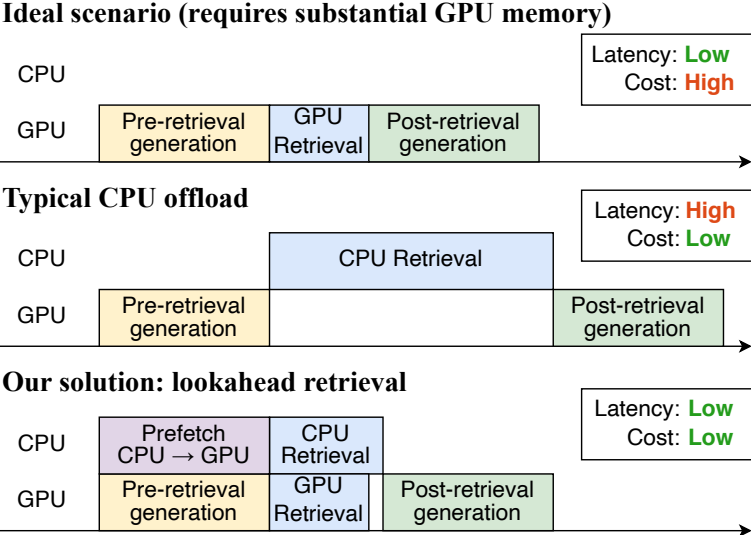 Ideal scenario (requires substantial GPU memory)
Latency: Low
Cost: High
CPU
GPU
Pre-retrieval
generation
GPU
Retrieval
Post-retrieval
generation
Typical CPU offload
Latency: High
Cost: Low
CPU
CPU Retrieval
GPU
Pre-retrieval
generation
Post-retrieval
generation
Our solution: lookahead retrieval
Latency: Low
Cost: Low
CPU
Prefetch
CPU → GPU
CPU
Retrieval
GPU
Pre-retrieval
generation
GPU
Retrieval
Post-retrieval
generation